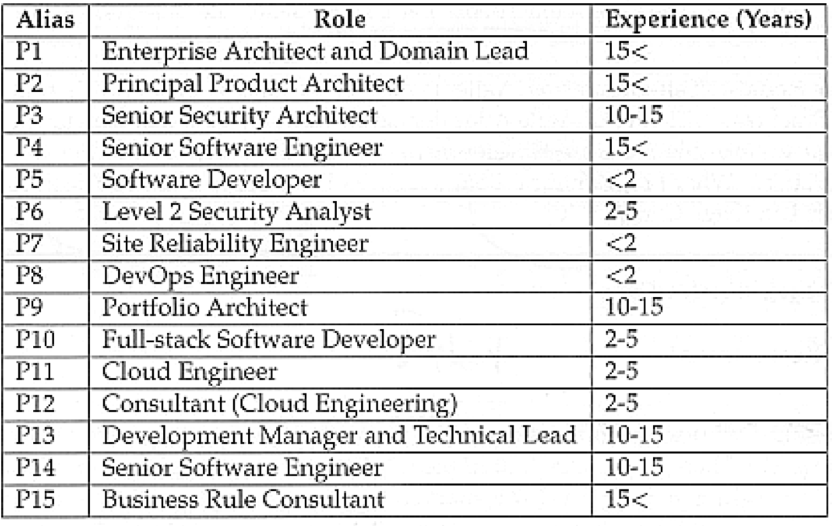 Alias Role Experience (Years)
P1 Enterprise Architect and Domain Lead 15<
P2 Principal Product Architect 15<
P3 Senior Security Architect 10-15
P4 Senior Software Engineer 15<
P5 Software Developer <2
P6 Level 2 Security Analyst 2-5
P7 Site Reliability Engineer <2
P8 DevOps Engineer <2
P9 Portfolio Architect 10-15
P10 Full-stack Software Developer 2-5
P11 Cloud Engineer 2-5
P12 Consultant (Cloud Engineering) 2-5
P13 Development Manager and Technical Lead 10-15
P14 Senior Software Engineer 10-15
P15 Business Rule Consultant 15<